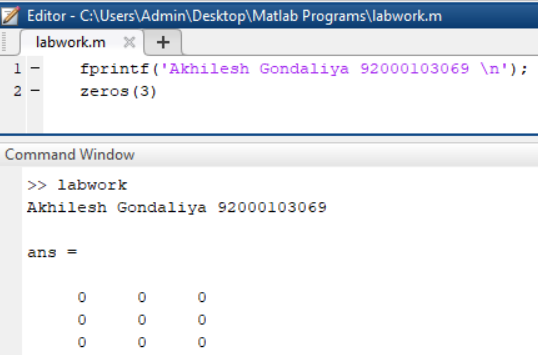 Editor - C:\Users\Admin\Desktop\Matlab Programs\labwork.m
labwork.m
1 - fprintf('Akhilesh Gondaliya 92000103069 \n');
2 - zeros(3)
Command Window
>> labwork
Akhilesh Gondaliya 92000103069
ans =
0 0 0
0 0 0
0 0 0